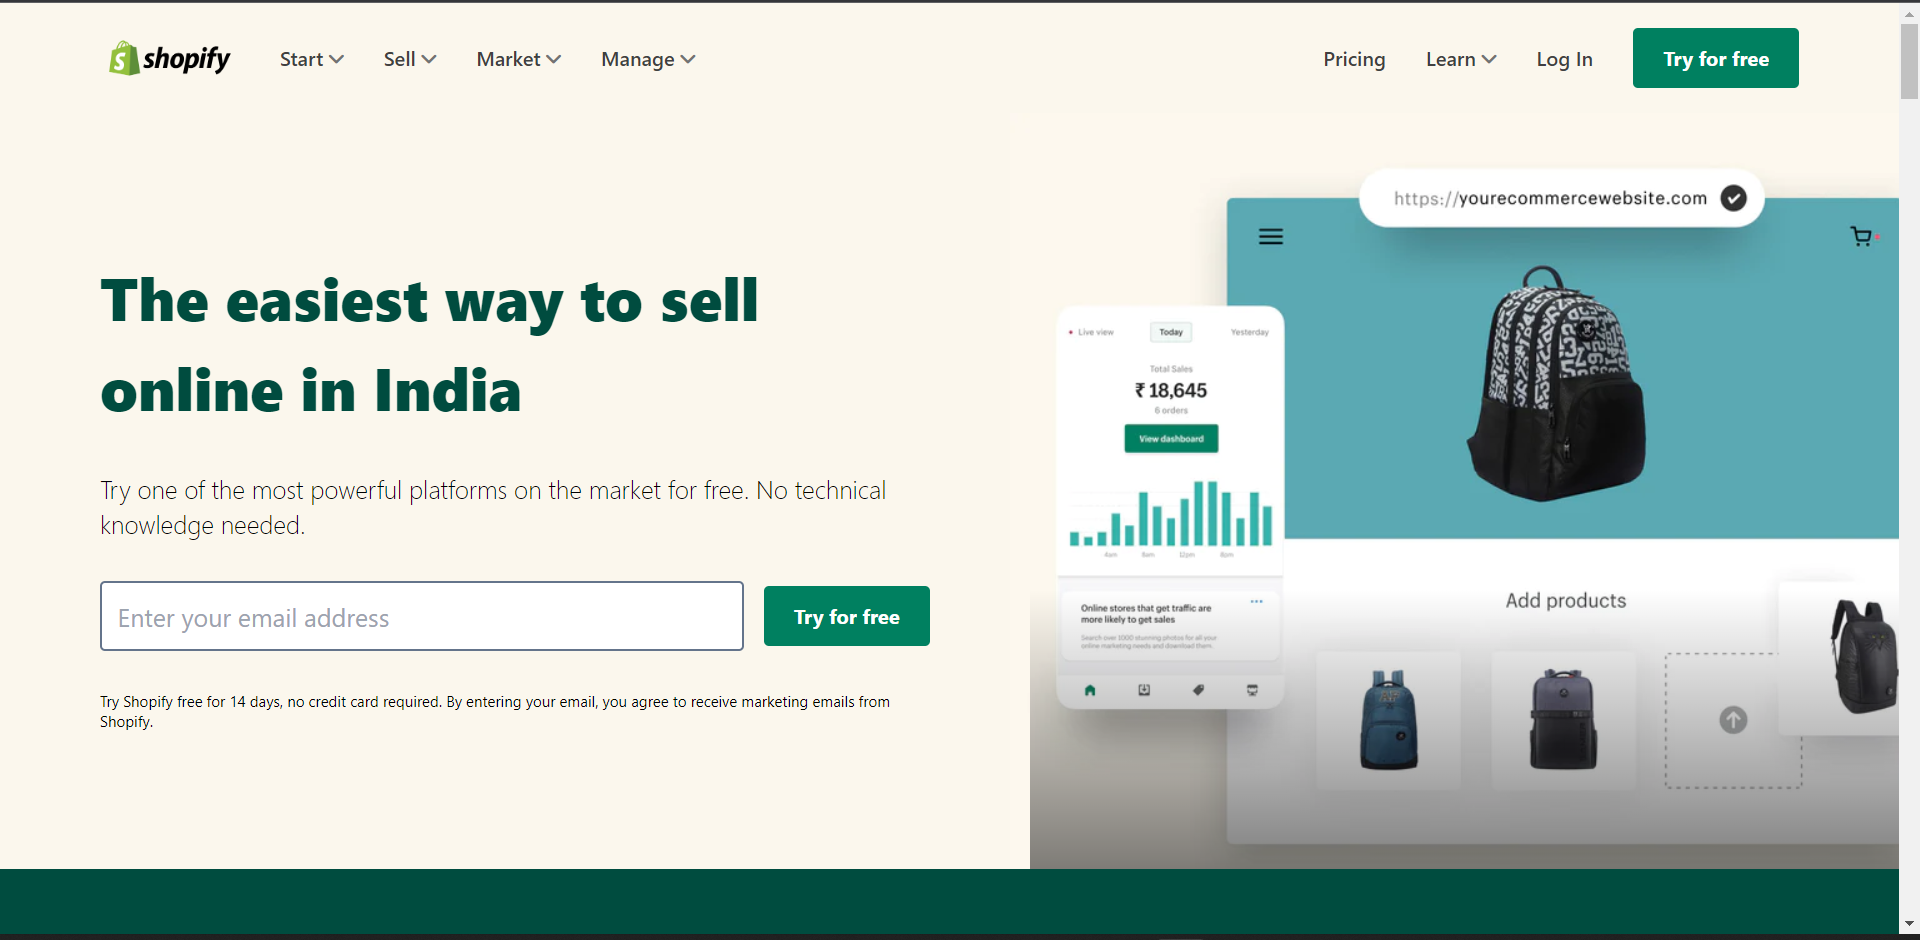 shopify
Start
Sell
Market
Manage
Pricing
Learn
Log In
Try for free
The easiest way to sell
online in India
Try one of the most powerful platforms on the market for free. No technical
knowledge needed.
Enter your email address
Try for free
Try Shopify free for 14 days, no credit card required. By entering your email, you agree to receive marketing emails from
Shopify.
https://yourecommercewebsite.com
Live view
Today
Yesterday
Total Sales
₹ 18,645
6 orders
View dashboard
4am 8am 12pm 8pm
Online stores that get traffic are
more likely to get sales
Search over 1000 stunning photos for all your
online marketing needs and download them.
Add products